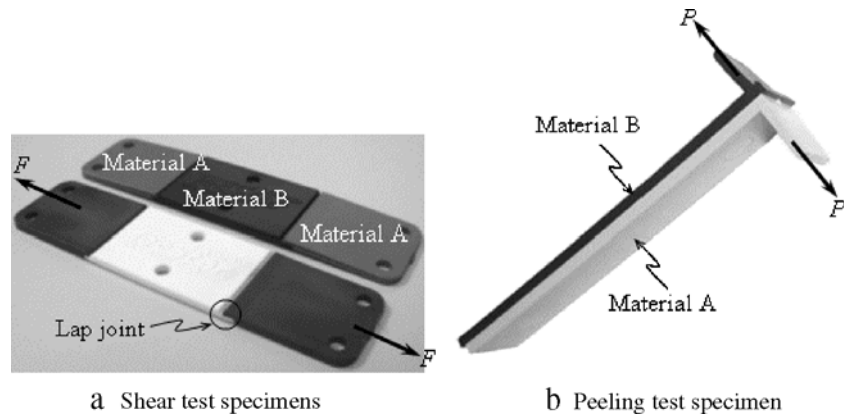 F
Material A
Material B
Material A
Lap joint
F
a Shear test specimens
P
Material B
P
Material A
b Peeling test specimen